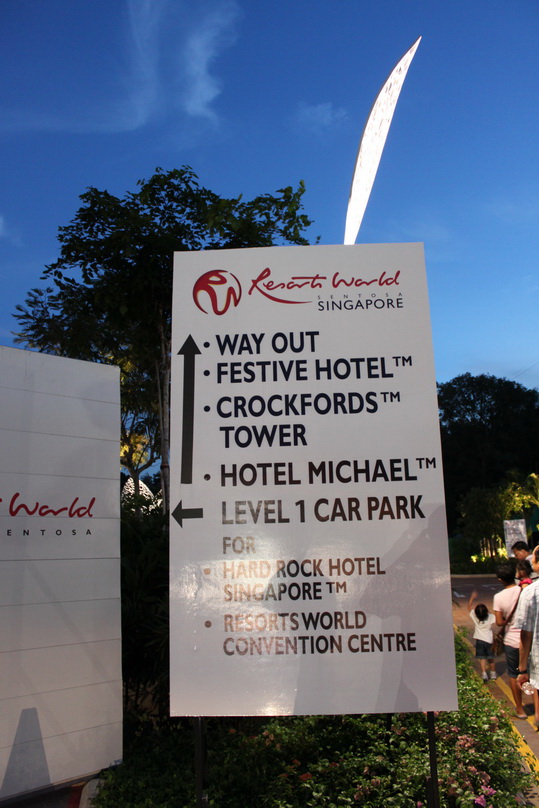 Resorts World
SENTOSA
SINGAPORE
• WAY OUT
• FESTIVE HOTEL™
• CROCKFORDS™
TOWER
• HOTEL MICHAEL™
LEVEL 1 CAR PARK
FOR
• HARD ROCK HOTEL
SINGAPORE™
• RESORTS WORLD
CONVENTION CENTRE
World
SENTOSA